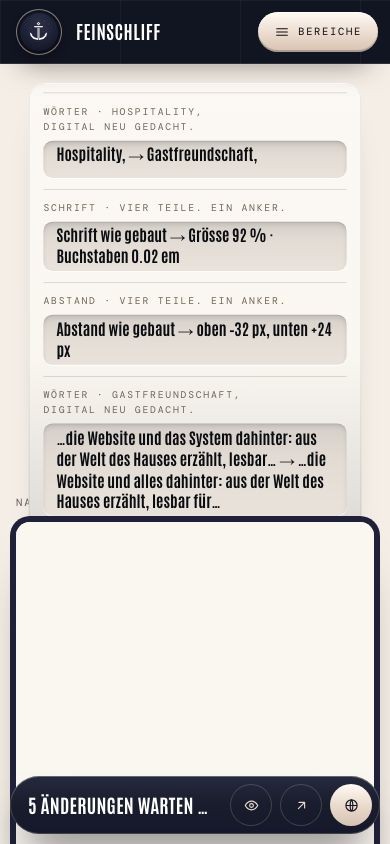 FEINSCHLIFF
BEREICHE
WÖRTER · HOSPITALITY,
DIGITAL NEU GEDACHT.
Hospitality, → Gastfreundschaft,
SCHRIFT · VIER TEILE. EIN ANKER.
Schrift wie gebaut → Grösse 92 % ·
Buchstaben 0.02 em
ABSTAND · VIER TEILE. EIN ANKER.
Abstand wie gebaut → oben -32 px, unten +24
px
WÖRTER · GASTFREUNDSCHAFT,
DIGITAL NEU GEDACHT.
…die Website und das System dahinter: aus
der Welt des Hauses erzählt, lesbar… → …die
Website und alles dahinter: aus der Welt des
Hauses erzählt, lesbar für…
NA
5 ÄNDERUNGEN WARTEN …